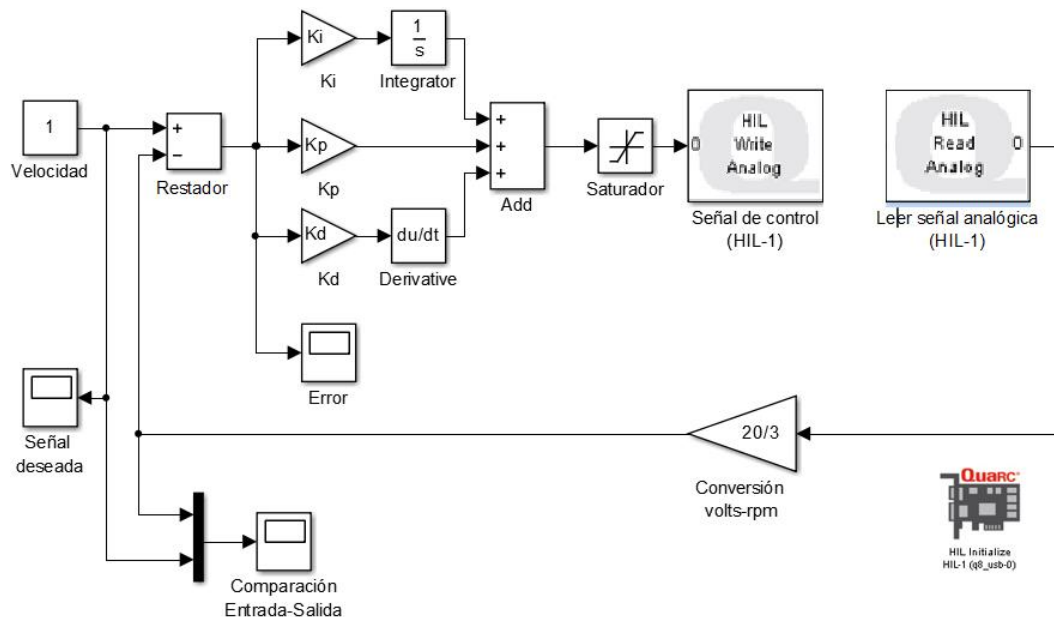 Ki
Ki
1
s
Integrator
1
Velocidad
+
−
Restador
Kp
Kp
Kd
Kd
du/dt
Derivative
+
+
+
Add
Saturador
0
HIL
Write
Analog
Señal de control
(HIL-1)
HIL
Read
Analog
0
Leer señal analógica
(HIL-1)
Error
Señal
deseada
20/3
Conversión
volts-rpm
QUARC
HIL Initialize
HIL-1 (q8_usb-0)
Comparación
Entrada-Salida